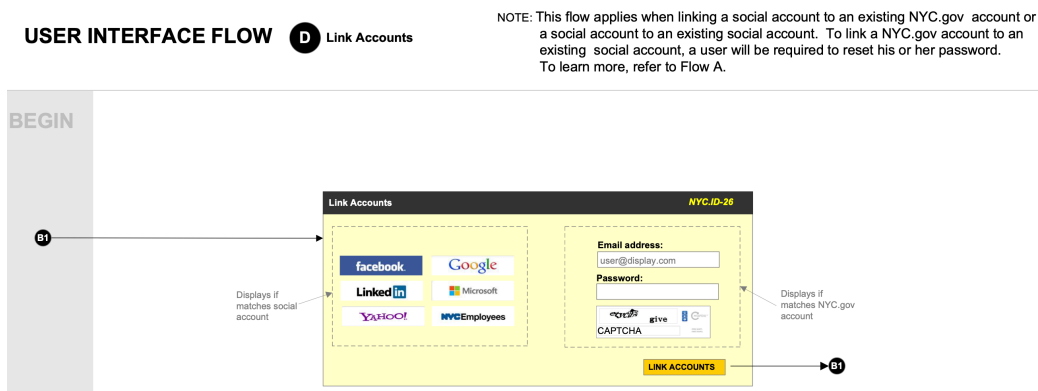 USER INTERFACE FLOW D Link Accounts
NOTE: This flow applies when linking a social account to an existing NYC.gov account or
a social account to an existing social account. To link a NYC.gov account to an
existing social account, a user will be required to reset his or her password.
To learn more, refer to Flow A.
BEGIN
Link Accounts NYC.ID-26
B1
facebook. Google
Linked in Microsoft
YAHOO! NYCEmployees
Displays if
matches social
account
Email address:
user@display.com
Password:
give
CAPTCHA
Displays if
matches NYC.gov
account
LINK ACCOUNTS
B1